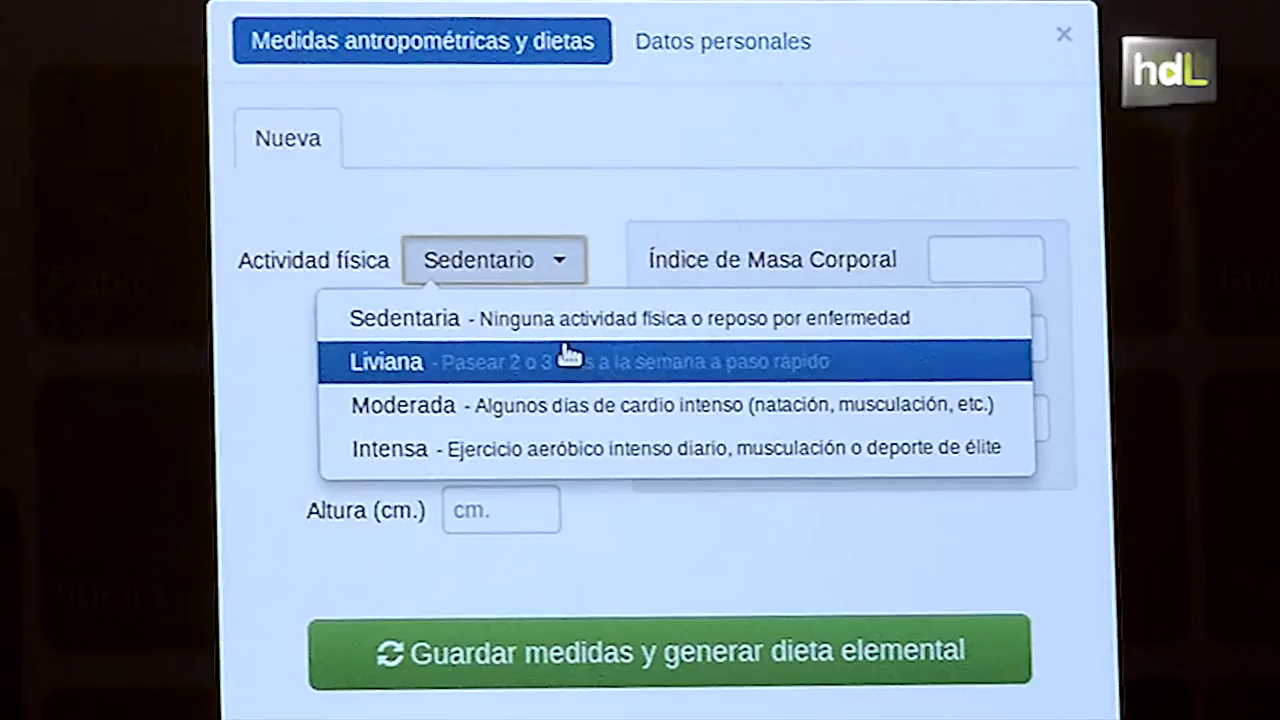 Medidas antropométricas y dietas
Datos personales
×
hdL
Nueva
Actividad física
Sedentario
Índice de Masa Corporal
Sedentaria - Ninguna actividad física o reposo por enfermedad
Liviana - Pasear 2 o 3 a la semana a paso rápido
Moderada - Algunos días de cardio intenso (natación, musculación, etc.)
Intensa - Ejercicio aeróbico intenso diario, musculación o deporte de élite
Altura (cm.)
cm.
Guardar medidas y generar dieta elemental